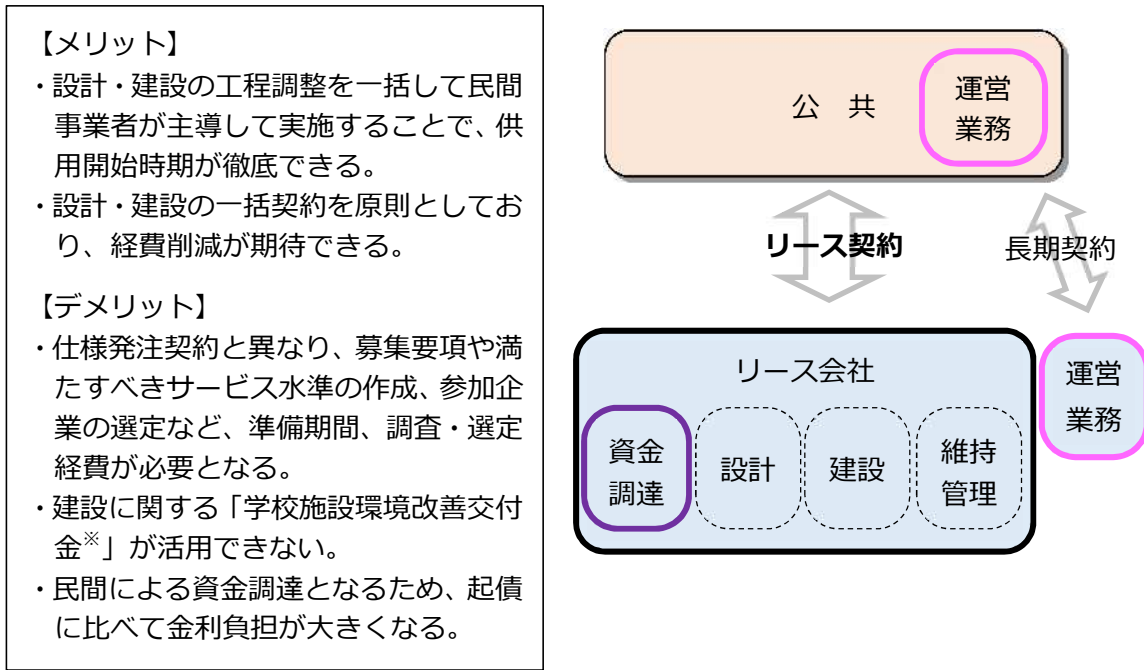 【メリット】
・設計・建設の工程調整を一括して民間
事業者が主導して実施することで、供
用開始時期が徹底できる。
・設計・建設の一括契約を原則としてお
り、経費削減が期待できる。
【デメリット】
・仕様発注契約と異なり、募集要項や満
たすべきサービス水準の作成、参加企
業の選定など、準備期間、調査・選定
経費が必要となる。
・建設に関する「学校施設環境改善交付
金※」が活用できない。
・民間による資金調達となるため、起債
に比べて金利負担が大きくなる。
公 共
運営
業務
リース契約
長期契約
リース会社
資金
調達
設計
建設
維持
管理
運営
業務